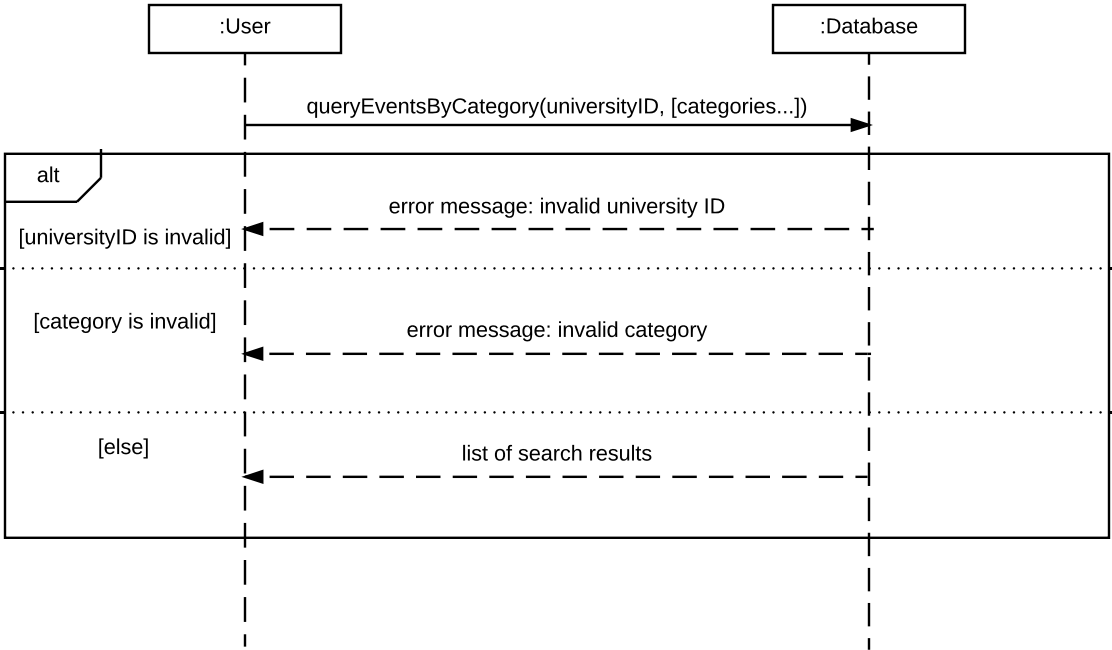 :User
:Database
queryEventsByCategory(universityID, [categories...])
alt
error message: invalid university ID
[universityID is invalid]
[category is invalid]
error message: invalid category
[else]
list of search results